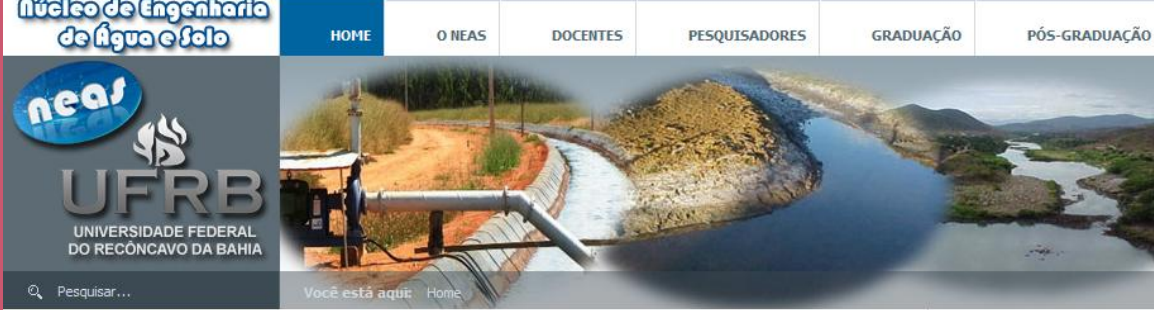 Núcleo de Engenharia
de Água e Solo
HOME
O NEAS
DOCENTES
PESQUISADORES
GRADUAÇÃO
PÓS-GRADUAÇÃO
neas
UFRB
UNIVERSIDADE FEDERAL
DO RECÔNCAVO DA BAHIA
Pesquisar...
Você está aqui: Home